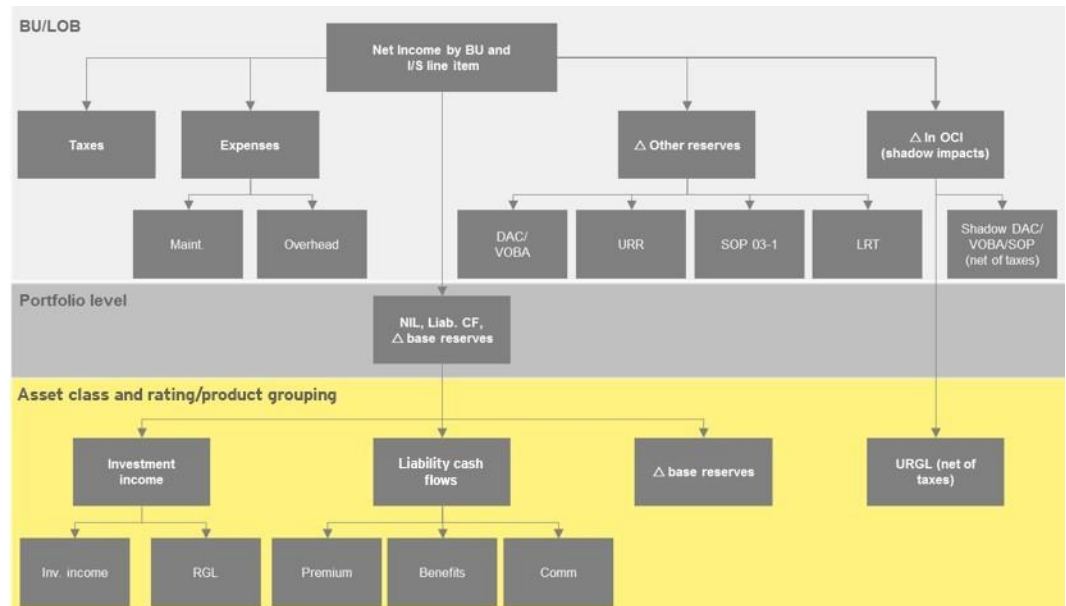 BU/LOB
Net Income by BU and
I/S line item
Taxes
Expenses
△ Other reserves
△ In OCI
(shadow impacts)
Maint.
Overhead
DAC/
VOBA
URR
SOP 03-1
LRT
Shadow DAC/
VOBA/SOP
(net of taxes)
Portfolio level
NIL, Liab. CF,
△ base reserves
Asset class and rating/product grouping
Investment
income
Liability cash
flows
△ base reserves
URGL (net of
taxes)
Inv. income
RGL
Premium
Benefits
Comm